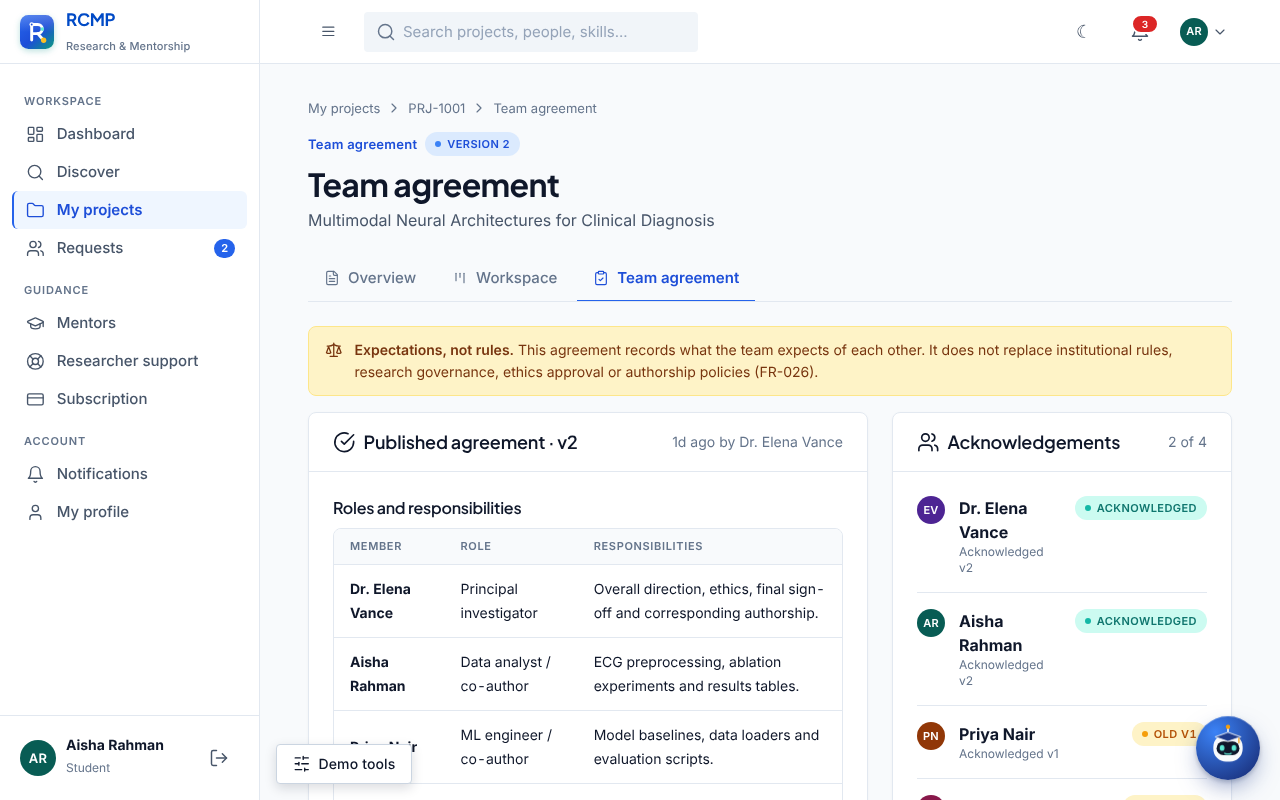 RCMP
Research & Mentorship
Search projects, people, skills...
3
AR
WORKSPACE
Dashboard
Discover
My projects
Requests
2
GUIDANCE
Mentors
Researcher support
Subscription
ACCOUNT
Notifications
My profile
AR
Aisha Rahman
Student
My projects
PRJ-1001
Team agreement
Team agreement
VERSION 2
Team agreement
Multimodal Neural Architectures for Clinical Diagnosis
Overview
Workspace
Team agreement
Expectations, not rules. This agreement records what the team expects of each other. It does not replace institutional rules,
research governance, ethics approval or authorship policies (FR-026).
Published agreement · v2
1d ago by Dr. Elena Vance
Roles and responsibilities
MEMBER
ROLE
RESPONSIBILITIES
Dr. Elena
Vance
Principal
investigator
Overall direction, ethics, final sign-
off and corresponding authorship.
Aisha
Rahman
Data analyst /
co-author
ECG preprocessing, ablation
experiments and results tables.
ML engineer /
co-author
Model baselines, data loaders and
evaluation scripts.
Demo tools
Acknowledgements
2 of 4
EV
Dr. Elena
Vance
Acknowledged
v2
ACKNOWLEDGED
AR
Aisha
Rahman
Acknowledged
v2
ACKNOWLEDGED
PN
Priya Nair
Acknowledged v1
OLD V1